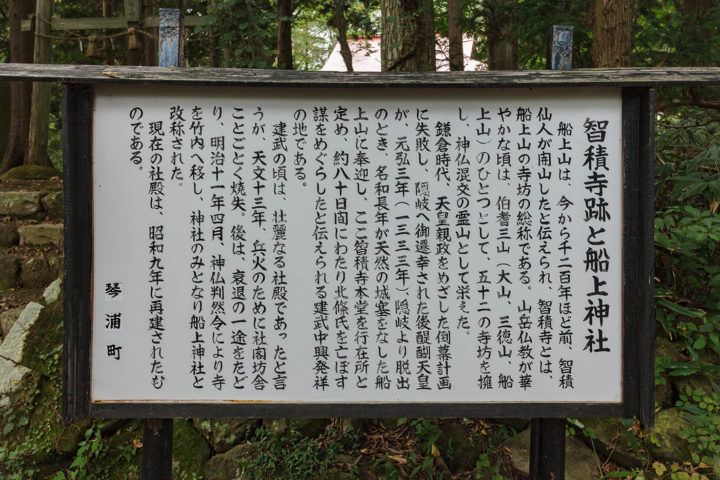 智積寺跡と船上神社
船上山は、今から千二百年ほど前、智積
仙人が開山したと伝えられ、智積寺とは、
船上山の寺坊の総称である。山岳仏教が華
やかな頃は、伯耆三山（大山、三徳山、船
上山）のひとつとして、五十二の寺坊を擁
し、神仏混交の霊山として栄えた。
鎌倉時代、天皇親政をめざした倒幕計画
に失敗し、隠岐へ御遷幸された後醍醐天皇
が、元弘三年（一三三三年）隠岐より脱出
のとき、名和長年が天然の城塞をなした船
上山に奉迎し、ここ智積寺本堂を行在所と
定め、約八十日間にわたり北條氏を亡ぼす
謀をめぐらしたと伝えられる建武中興発祥
の地である。
建武の頃は、壮麗なる社殿であったと言
うが、天文十三年、兵火のために社閣坊舎
ことごとく焼失。後は、衰退の一途をたど
り、明治十一年四月、神仏判然令により寺
を竹内へ移し、神社のみとなり船上神社と
改称された。
現在の社殿は、昭和九年に再建されたも
のである。
琴浦町